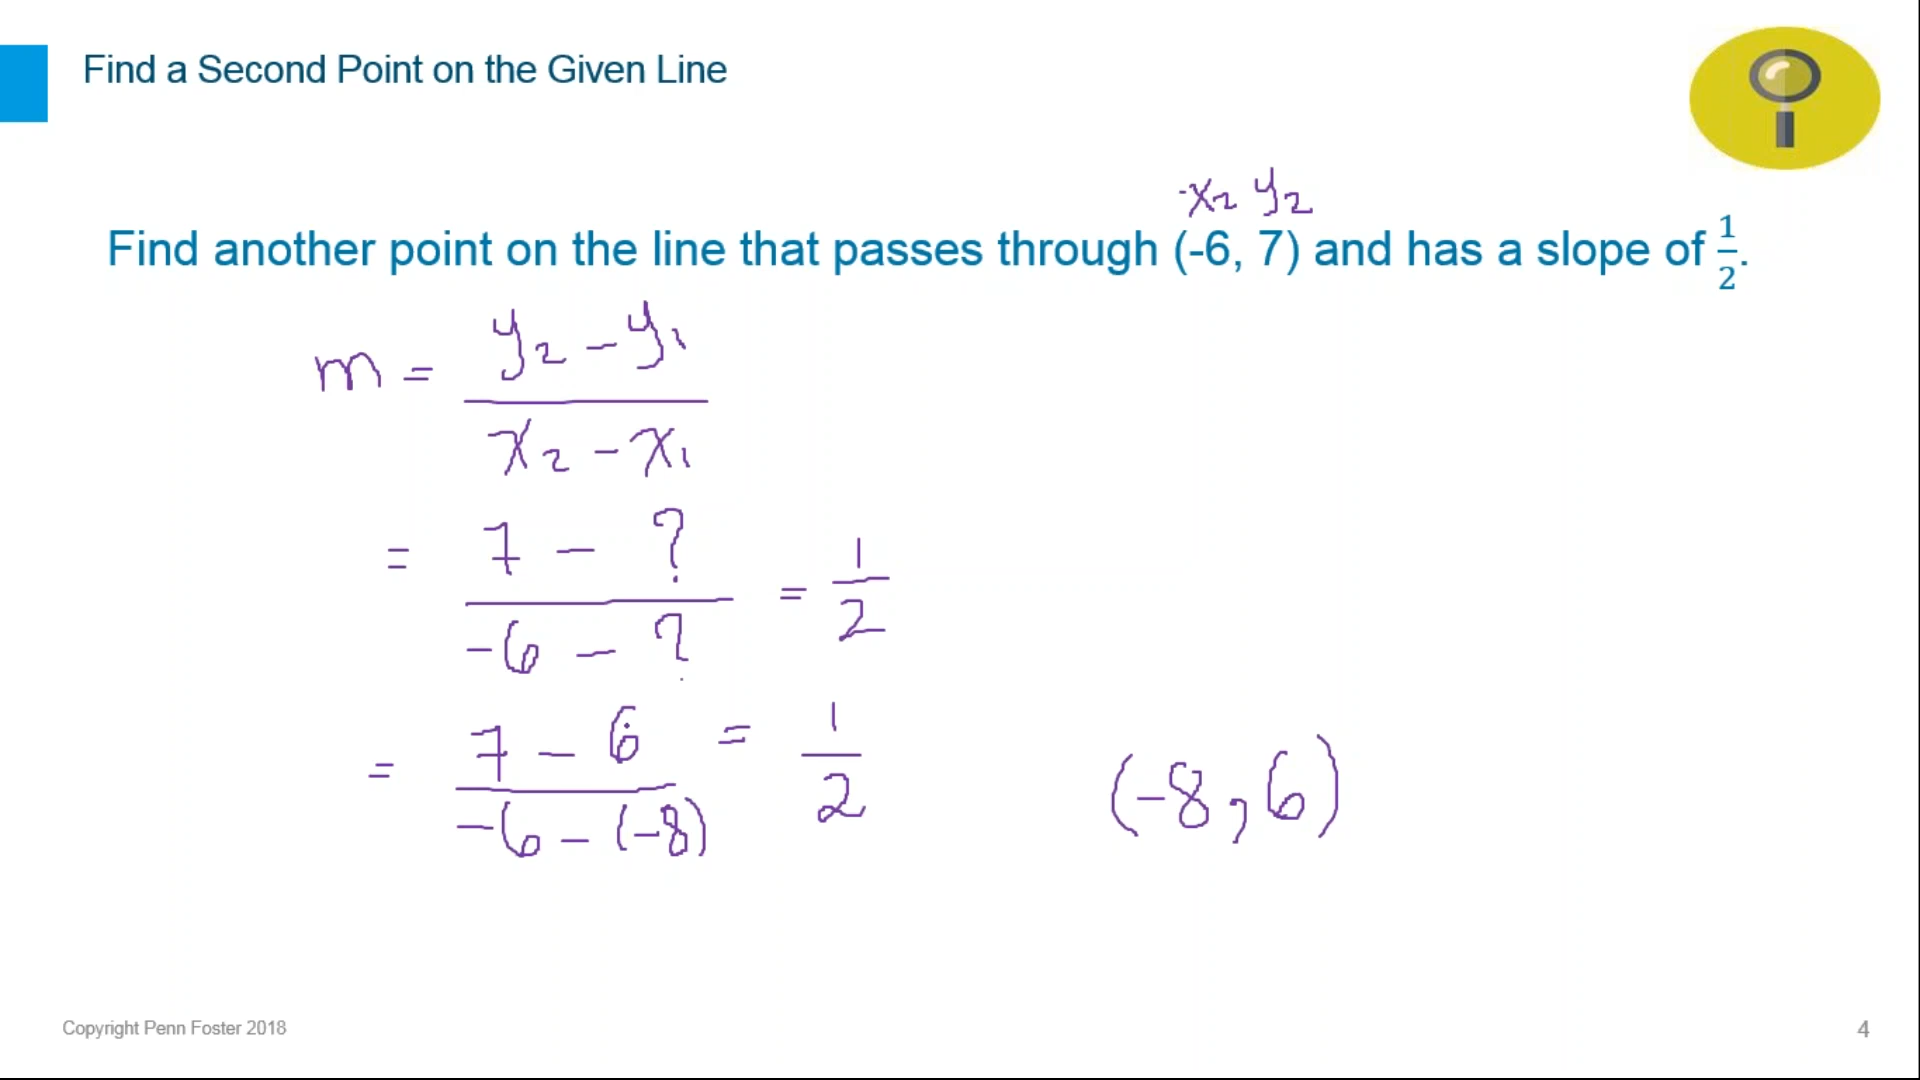 Find a Second Point on the Given Line
x₂ y₂
Find another point on the line that passes through (-6, 7) and has a slope of 1/2.
m = (y₂ - y₁)/(x₂ - x₁)
= (7 - ?)/(-6 - ?) = 1/2
= (7 - 6)/(-6 - (-8)) = 1/2
(-8, 6)
Copyright Penn Foster 2018
4